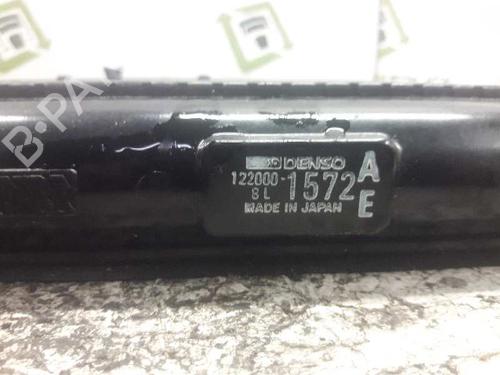 DENSO
122000-1572
8L
MADE IN JAPAN
A
E
B-PA